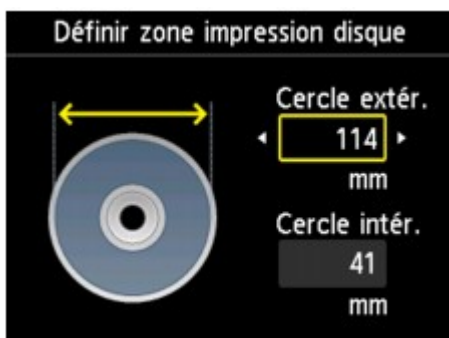 Définir zone impression disque
Cercle extér.
114
mm
Cercle intér.
41
mm